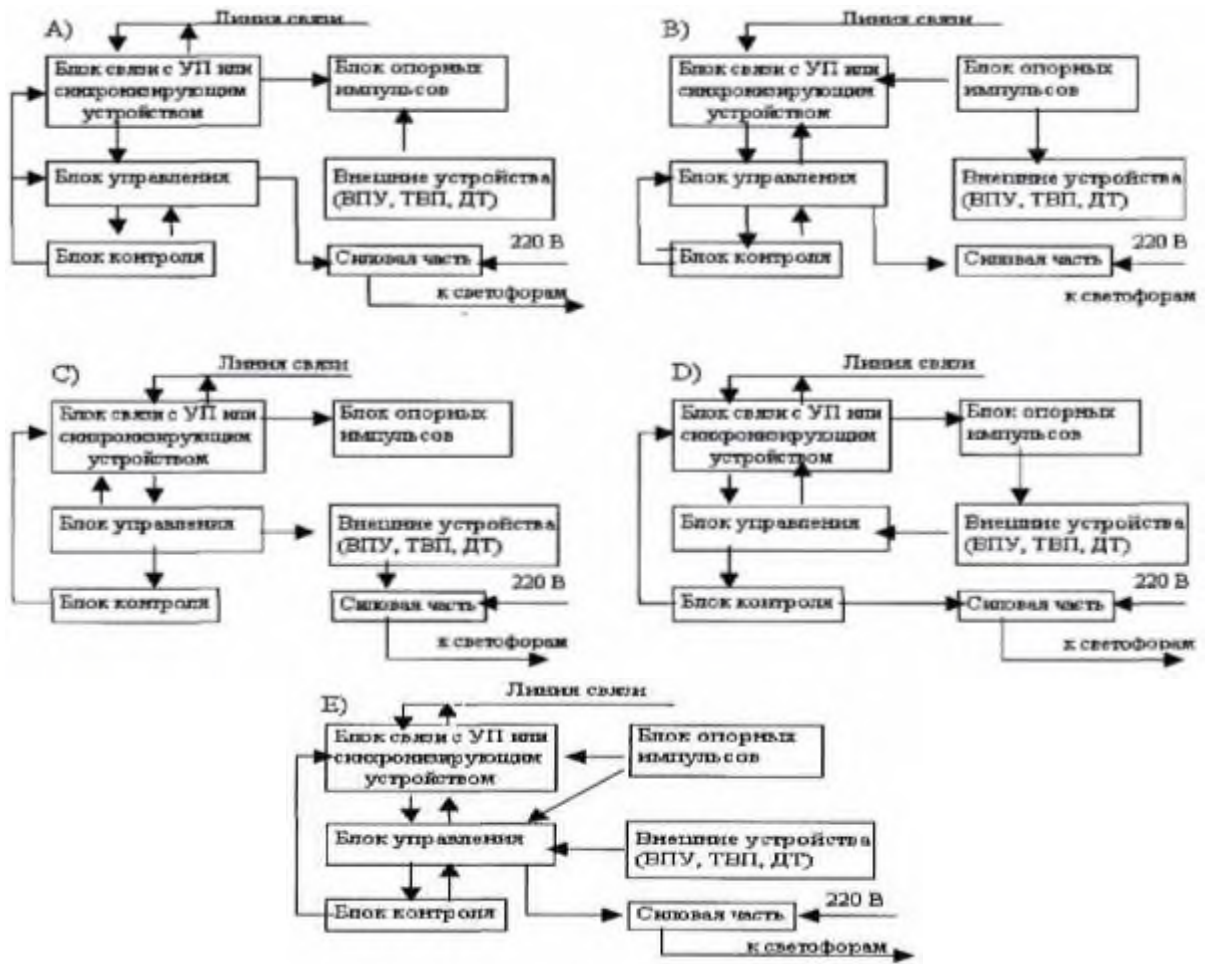 A)
Линия связи
Блок связи с УП или
синхронизирующим
устройством
Блок опорных
импульсов
Блок управления
Внешние устройства
(ВПУ, ТВП, ДТ)
Блок контроля
Силовая часть
220 В
к светофорам
B)
Линия связи
Блок связи с УП или
синхронизирующим
устройством
Блок опорных
импульсов
Блок управления
Внешние устройства
(ВПУ, ТВП, ДТ)
Блок контроля
Силовая часть
220 В
к светофорам
C)
Линия связи
Блок связи с УП или
синхронизирующим
устройством
Блок опорных
импульсов
Блок управления
Внешние устройства
(ВПУ, ТВП, ДТ)
Блок контроля
Силовая часть
220 В
к светофорам
D)
Линия связи
Блок связи с УП или
синхронизирующим
устройством
Блок опорных
импульсов
Блок управления
Внешние устройства
(ВПУ, ТВП, ДТ)
Блок контроля
Силовая часть
220 В
к светофорам
E)
Линия связи
Блок связи с УП или
синхронизирующим
устройством
Блок опорных
импульсов
Блок управления
Внешние устройства
(ВПУ, ТВП, ДТ)
Блок контроля
Силовая часть
220 В
к светофорам